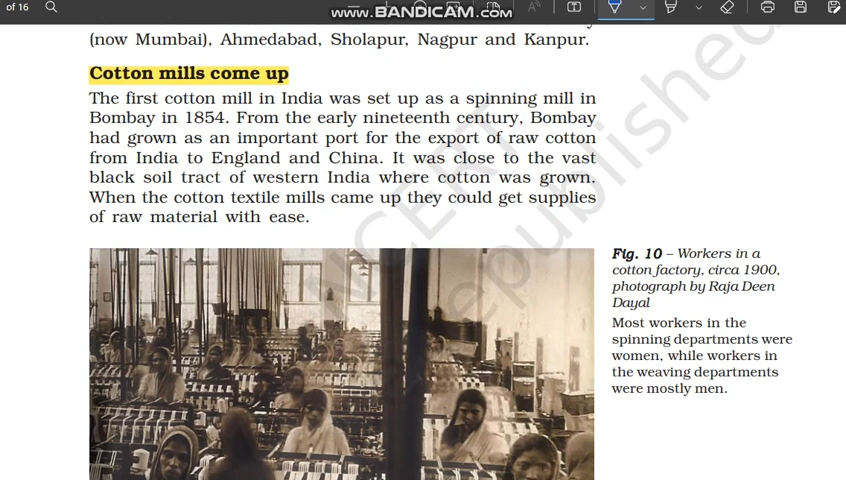 of 16
www.BANDICAM.com
(now Mumbai), Ahmedabad, Sholapur, Nagpur and Kanpur.
Cotton mills come up
The first cotton mill in India was set up as a spinning mill in
Bombay in 1854. From the early nineteenth century, Bombay
had grown as an important port for the export of raw cotton
from India to England and China. It was close to the vast
black soil tract of western India where cotton was grown.
When the cotton textile mills came up they could get supplies
of raw material with ease.
Fig. 10 – Workers in a
cotton factory, circa 1900,
photograph by Raja Deen
Dayal
Most workers in the
spinning departments were
women, while workers in
the weaving departments
were mostly men.
NCERT
republished